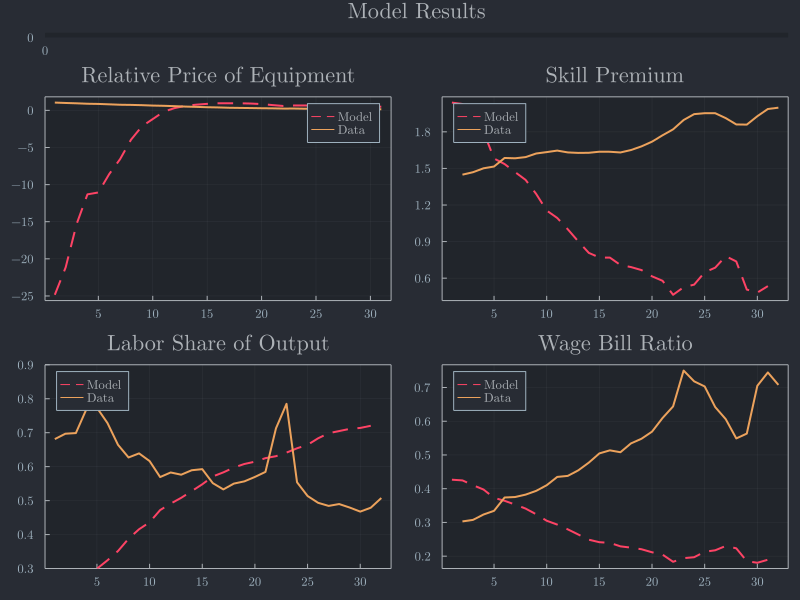 Model Results
0
0
Relative Price of Equipment
Skill Premium
0
−5
−10
−15
−20
−25
5 10 15 20 25 30
Model
Data
1.8
1.5
1.2
0.9
0.6
5 10 15 20 25 30
Model
Data
Labor Share of Output
Wage Bill Ratio
0.9
0.8
0.7
0.6
0.5
0.4
0.3
5 10 15 20 25 30
Model
Data
0.7
0.6
0.5
0.4
0.3
0.2
5 10 15 20 25 30
Model
Data